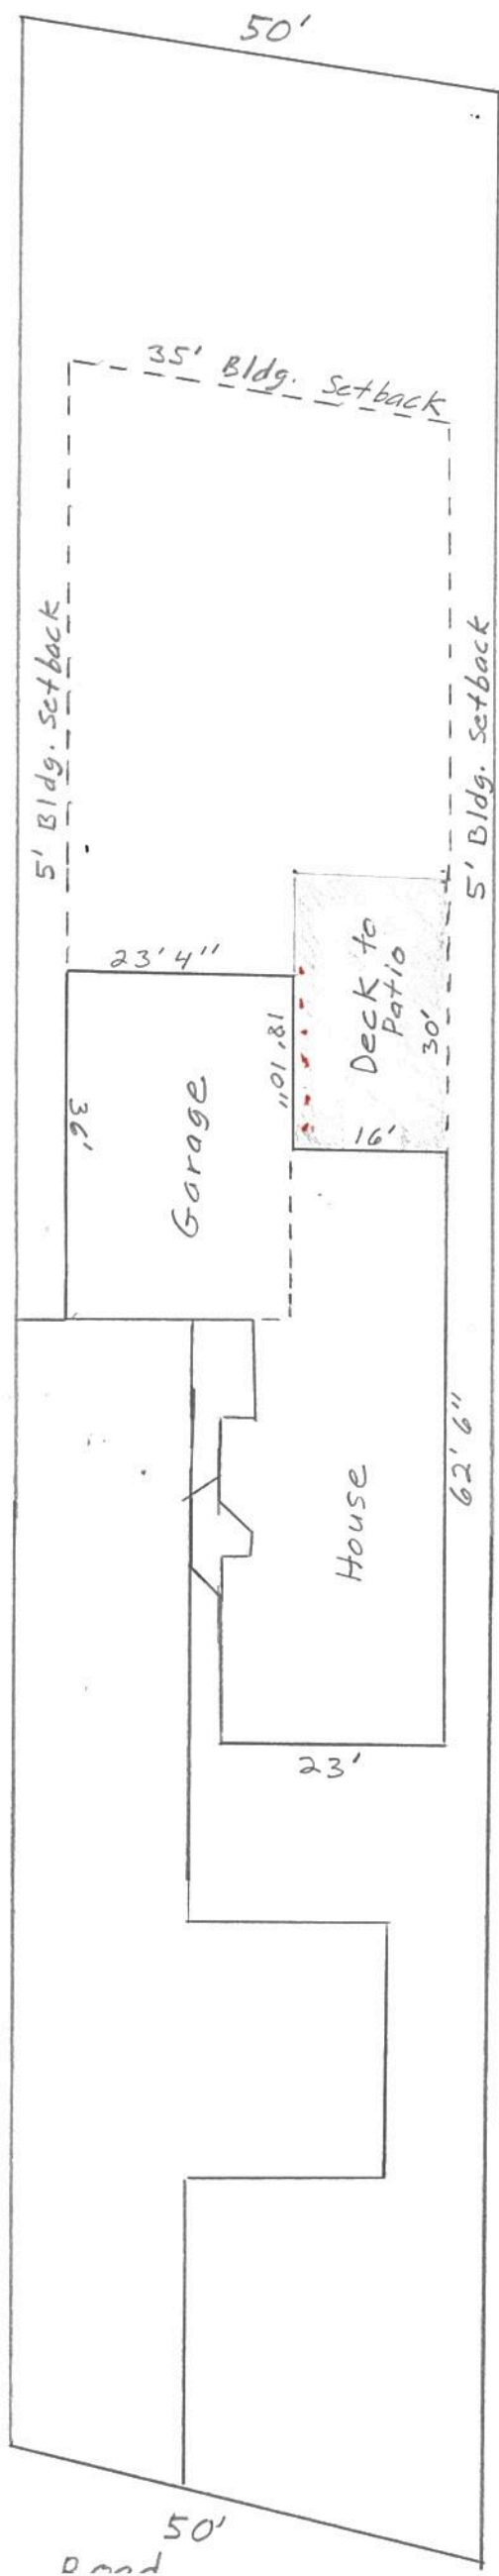 50'
35' Bldg. Setback
5' Bldg. Setback
5' Bldg. Setback
23' 4"
Deck to
Patio
18' 10"
30'
36'
Garage
16'
House
62' 6"
23'
50'
Road